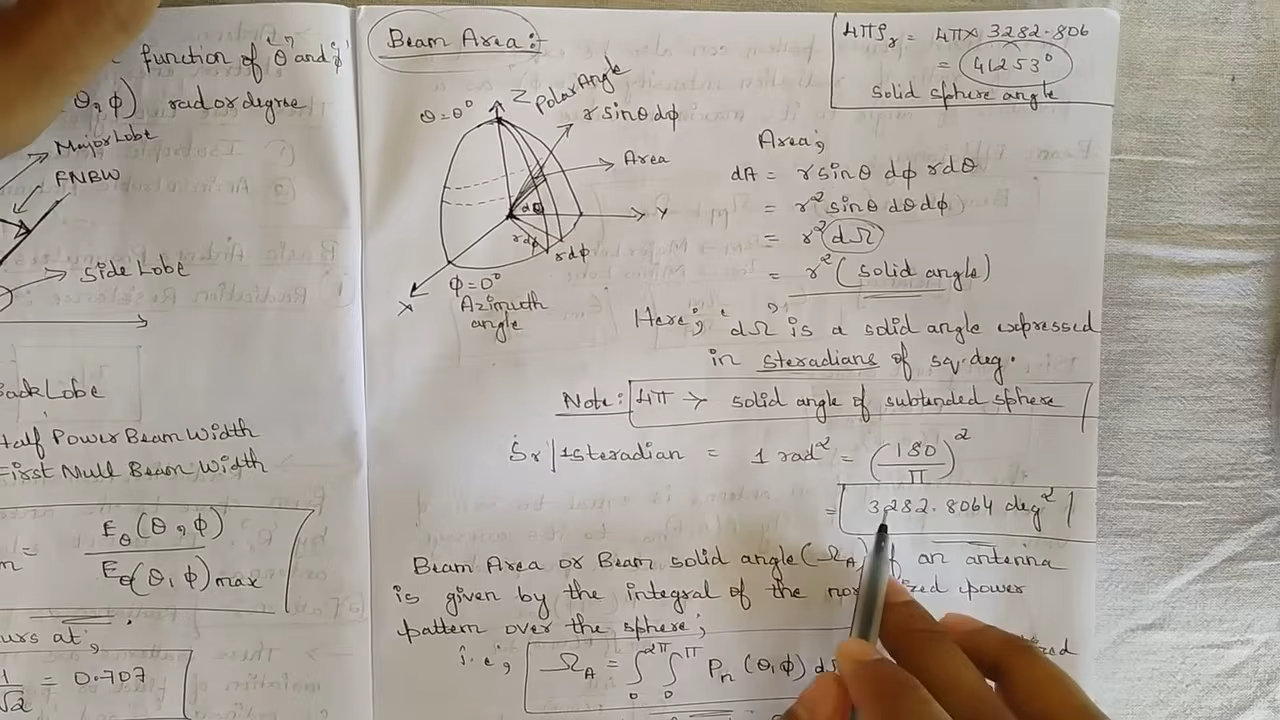 function of "θ" and 'φ'
θ, φ) rad or degree
Major Lobe
FNBW
Side Lobe
Back Lobe
Half Power Beam Width
First Null Beam Width
= Eθ(θ, φ)
Eθ(θ, φ) max
urs at;
1
√2 = 0.707
Beam Area:-
θ=0°
Z Polar Angle
r sinθ dφ
Area
dθ
Y
rdφ
rdφ
φ=0°
X
Azimuth
angle
4πSr = 4π× 3282.806
= 41253°
Solid sphere angle
Area;
dA = r sinθ dφ rdθ
= r² sinθ dθ dφ
= r² dΩ
= r² (solid angle)
Here; 'dΩ' is a solid angle expressed
in steradians of sq.deg.
Note: 4π → solid angle of subtended sphere
Sr/1steradian = 1 rad² = (180/π)²
= 3282.8064 deg²
Beam Area or Beam solid angle (ΩA) of an antenna
is given by the integral of the power
pattern over the sphere;
i.e; ΩA = ∫₀^2π ∫₀^π Pn (θ,φ)